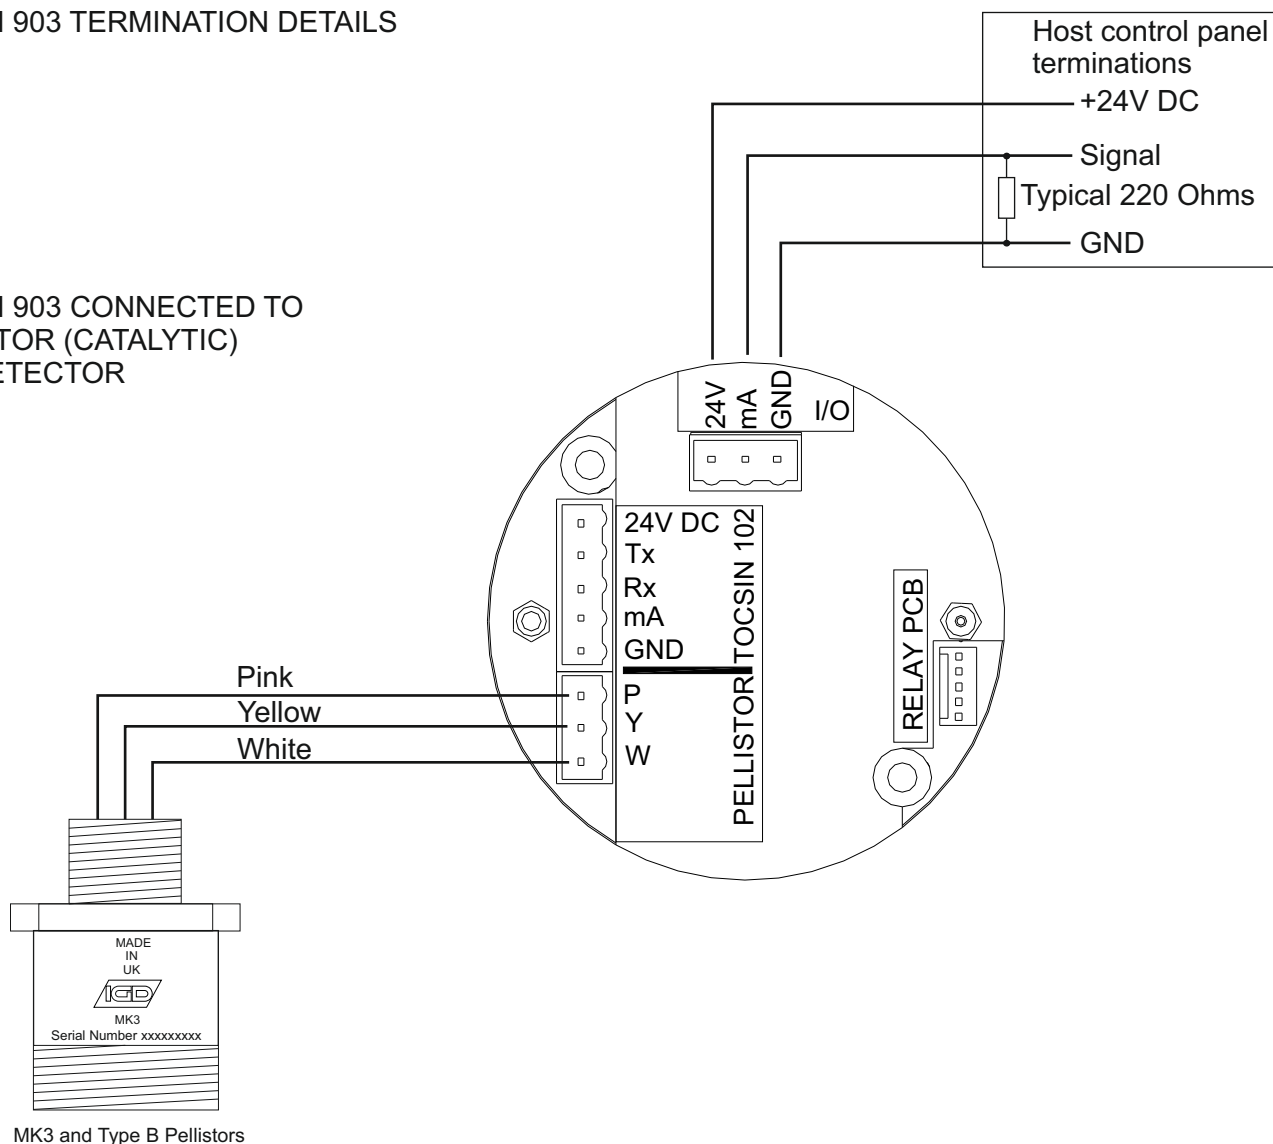 903 TERMINATION DETAILS
Host control panel
terminations
+24V DC
Signal
Typical 220 Ohms
GND
903 CONNECTED TO
TOR (CATALYTIC)
ETECTOR
24V
mA
GND
I/O
24V DC
Tx
Rx
mA
GND
P
Y
W
PELLISTOR TOCSIN 102
RELAY PCB
Pink
Yellow
White
MADE
IN
UK
IGD
MK3
Serial Number xxxxxxxxx
MK3 and Type B Pellistors